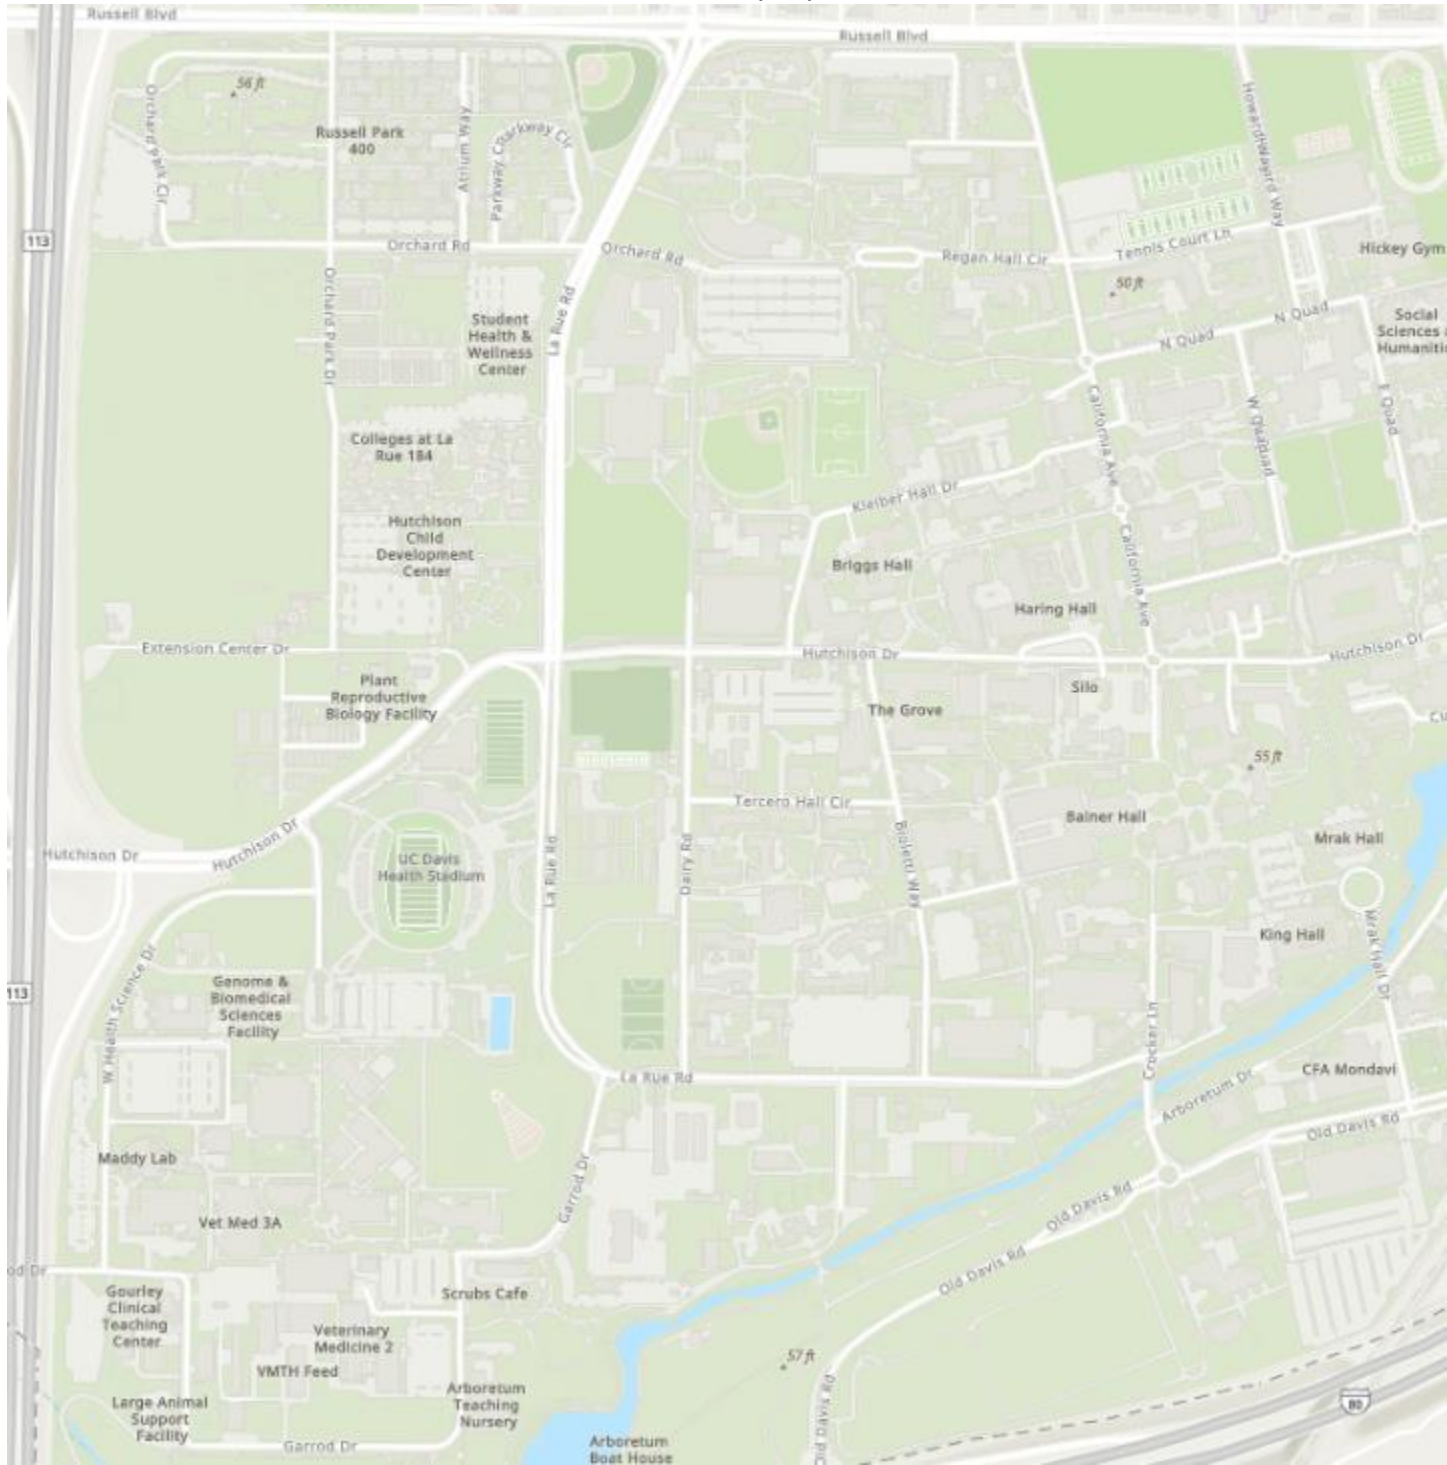 Russell Blvd
Russell Blvd
56 ft
Orchard Park Cir
Russell Park
400
Atrium Way
Parkway C
Parkway Cir
Howard Way
Orchard Rd
Orchard Rd
Regan Hall Cir
Tennis Court Ln
Hickey Gym
113
50 ft
Orchard Park Dr
La Rue Rd
Student
Health &
Wellness
Center
N Quad
N Quad
Social
Sciences
Humanitie
California Ave
W Quad
E Quad
Colleges at La
Rue 184
Kleiber Hall Dr
Hutchison
Child
Development
Center
California Ave
Briggs Hall
Haring Hall
Extension Center Dr
Hutchison Dr
Hutchison Dr
Plant
Reproductive
Biology Facility
Silo
The Grove
Cu
55 ft
Tercero Hall Cir
Bainer Hall
Hutchison Dr
Hutchison Dr
UC Davis
Health Stadium
La Rue Rd
Dairy Rd
Bioletti Way
Mrak Hall
Mrak Hall Dr
King Hall
W Health Science Dr
113
Genome &
Biomedical
Sciences
Facility
La Rue Rd
Crocker Ln
CFA Mondavi
Arboretum Dr
Old Davis Rd
Maddy Lab
Garrod Dr
Vet Med 3A
Old Davis Rd
Old Davis Rd
od Dr
Gourley
Clinical
Teaching
Center
Scrubs Cafe
Veterinary
Medicine 2
VMTH Feed
57 ft
Old Davis Rd
80
Large Animal
Support
Facility
Arboretum
Teaching
Nursery
Garrod Dr
Arboretum
Boat House